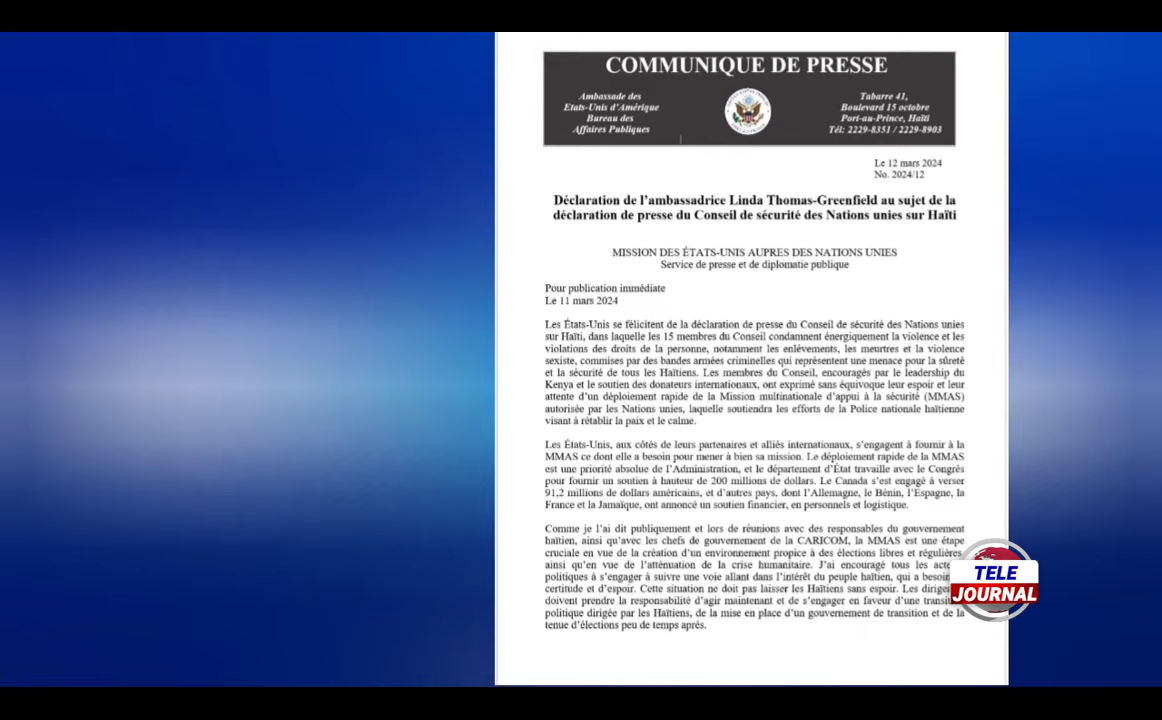 COMMUNIQUE DE PRESSE
Ambassade des
Etats-Unis d'Amérique
Bureau des
Affaires Publiques
Tabarre 41,
Boulevard 15 octobre
Port-au-Prince, Haïti
Tél: 2229-8351 / 2229-8903
Le 12 mars 2024
No. 2024/12
Déclaration de l'ambassadrice Linda Thomas-Greenfield au sujet de la
déclaration de presse du Conseil de sécurité des Nations unies sur Haïti
MISSION DES ÉTATS-UNIS AUPRES DES NATIONS UNIES
Service de presse et de diplomatie publique
Pour publication immédiate
Le 11 mars 2024
Les États-Unis se félicitent de la déclaration de presse du Conseil de sécurité des Nations unies
sur Haïti, dans laquelle les 15 membres du Conseil condamnent énergiquement la violence et les
violations des droits de la personne, notamment les enlèvements, les meurtres et la violence
sexiste, commises par des bandes armées criminelles qui représentent une menace pour la sûreté
et la sécurité de tous les Haïtiens. Les membres du Conseil, encouragés par le leadership du
Kenya et le soutien des donateurs internationaux, ont exprimé sans équivoque leur espoir et leur
attente d'un déploiement rapide de la Mission multinationale d'appui à la sécurité (MMAS)
autorisée par les Nations unies, laquelle soutiendra les efforts de la Police nationale haïtienne
visant à rétablir la paix et le calme.
Les États-Unis, aux côtés de leurs partenaires et alliés internationaux, s'engagent à fournir à la
MMAS ce dont elle a besoin pour mener à bien sa mission. Le déploiement rapide de la MMAS
est une priorité absolue de l'Administration, et le département d'État travaille avec le Congrès
pour fournir un soutien à hauteur de 200 millions de dollars. Le Canada s'est engagé à verser
91,2 millions de dollars américains, et d'autres pays, dont l'Allemagne, le Bénin, l'Espagne, la
France et la Jamaïque, ont annoncé un soutien financier, en personnels et logistique.
Comme je l'ai dit publiquement et lors de réunions avec des responsables du gouvernement
haïtien, ainsi qu'avec les chefs de gouvernement de la CARICOM, la MMAS est une étape
cruciale en vue de la création d'un environnement propice à des élections libres et régulières,
ainsi qu'en vue de l'atténuation de la crise humanitaire. J'ai encouragé tous les acte
politiques à s'engager à suivre une voie allant dans l'intérêt du peuple haïtien, qui a besoin
certitude et d'espoir. Cette situation ne doit pas laisser les Haïtiens sans espoir. Les dirige
doivent prendre la responsabilité d'agir maintenant et de s'engager en faveur d'une transit
politique dirigée par les Haïtiens, de la mise en place d'un gouvernement de transition et de la
tenue d'élections peu de temps après.
TELE
JOURNAL